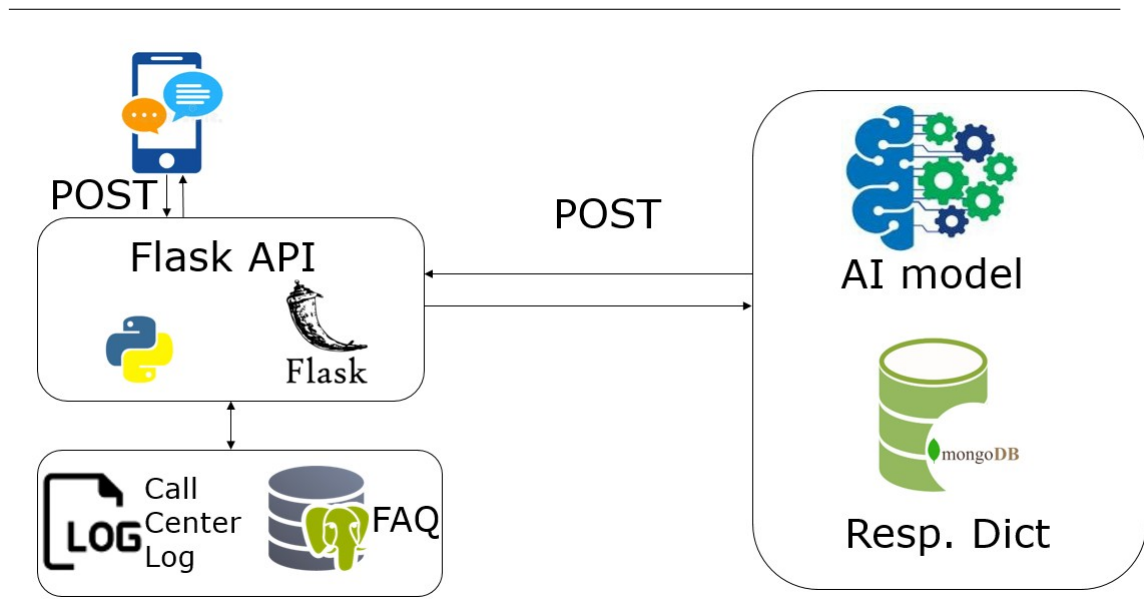 POST
Flask API
Flask
POST
AI model
mongoDB
Resp. Dict
LOG
Call
Center
Log
FAQ